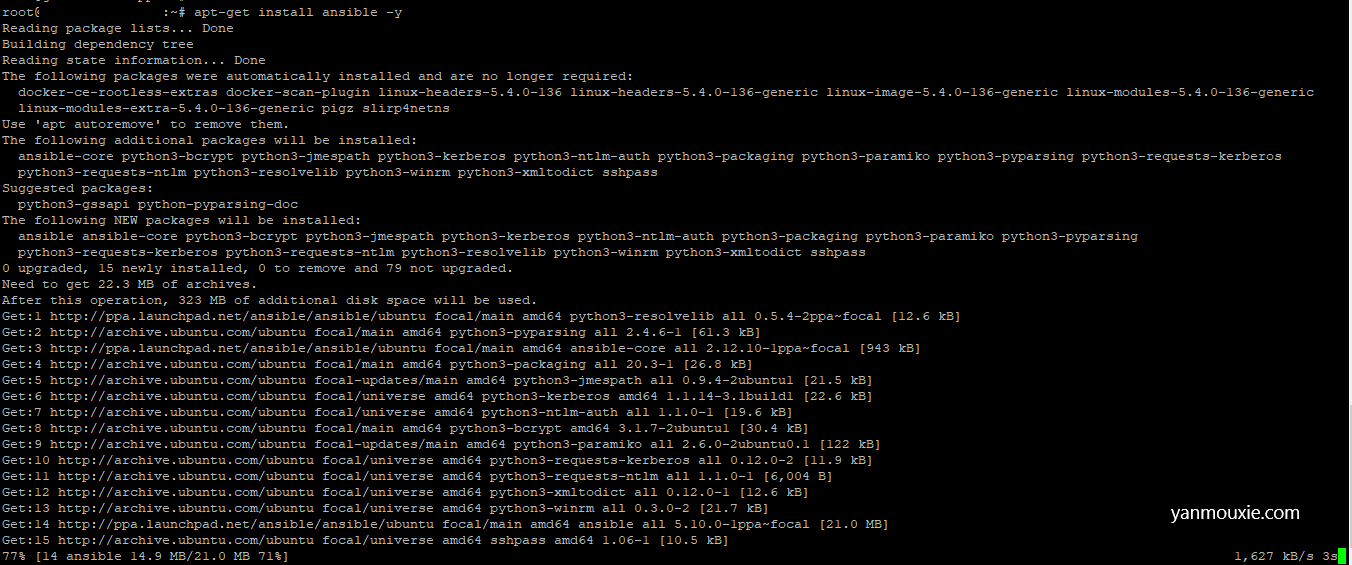 root@ :~# apt-get install ansible -y
Reading package lists... Done
Building dependency tree
Reading state information... Done
The following packages were automatically installed and are no longer required:
docker-ce-rootless-extras docker-scan-plugin linux-headers-5.4.0-136 linux-headers-5.4.0-136-generic linux-image-5.4.0-136-generic linux-modules-5.4.0-136-generic
linux-modules-extra-5.4.0-136-generic pigz slirp4netns
Use 'apt autoremove' to remove them.
The following additional packages will be installed:
ansible-core python3-bcrypt python3-jmespath python3-kerberos python3-ntlm-auth python3-packaging python3-paramiko python3-pyparsing python3-requests-kerberos
python3-requests-ntlm python3-resolvelib python3-winrm python3-xmltodict sshpass
Suggested packages:
python3-gssapi python-pyparsing-doc
The following NEW packages will be installed:
ansible ansible-core python3-bcrypt python3-jmespath python3-kerberos python3-ntlm-auth python3-packaging python3-paramiko python3-pyparsing
python3-requests-kerberos python3-requests-ntlm python3-resolvelib python3-winrm python3-xmltodict sshpass
0 upgraded, 15 newly installed, 0 to remove and 79 not upgraded.
Need to get 22.3 MB of archives.
After this operation, 323 MB of additional disk space will be used.
Get:1 http://ppa.launchpad.net/ansible/ansible/ubuntu focal/main amd64 python3-resolvelib all 0.5.4-2ppa~focal [12.6 kB]
Get:2 http://archive.ubuntu.com/ubuntu focal/main amd64 python3-pyparsing all 2.4.6-1 [61.3 kB]
Get:3 http://ppa.launchpad.net/ansible/ansible/ubuntu focal/main amd64 ansible-core all 2.12.10-1ppa~focal [943 kB]
Get:4 http://archive.ubuntu.com/ubuntu focal/main amd64 python3-packaging all 20.3-1 [26.8 kB]
Get:5 http://archive.ubuntu.com/ubuntu focal-updates/main amd64 python3-jmespath all 0.9.4-2ubuntu1 [21.5 kB]
Get:6 http://archive.ubuntu.com/ubuntu focal/universe amd64 python3-kerberos amd64 1.1.14-3.1build1 [22.6 kB]
Get:7 http://archive.ubuntu.com/ubuntu focal/universe amd64 python3-ntlm-auth all 1.1.0-1 [19.6 kB]
Get:8 http://archive.ubuntu.com/ubuntu focal/main amd64 python3-bcrypt amd64 3.1.7-2ubuntu1 [30.4 kB]
Get:9 http://archive.ubuntu.com/ubuntu focal-updates/main amd64 python3-paramiko all 2.6.0-2ubuntu0.1 [122 kB]
Get:10 http://archive.ubuntu.com/ubuntu focal/universe amd64 python3-requests-kerberos all 0.12.0-2 [11.9 kB]
Get:11 http://archive.ubuntu.com/ubuntu focal/universe amd64 python3-requests-ntlm all 1.1.0-1 [6,004 B]
Get:12 http://archive.ubuntu.com/ubuntu focal/universe amd64 python3-xmltodict all 0.12.0-1 [12.6 kB]
Get:13 http://archive.ubuntu.com/ubuntu focal/universe amd64 python3-winrm all 0.3.0-2 [21.7 kB]
Get:14 http://ppa.launchpad.net/ansible/ansible/ubuntu focal/main amd64 ansible all 5.10.0-1ppa~focal [21.0 MB]
Get:15 http://archive.ubuntu.com/ubuntu focal/universe amd64 sshpass amd64 1.06-1 [10.5 kB]
77% [14 ansible 14.9 MB/21.0 MB 71%] 1,627 kB/s 3s
yanmouxie.com